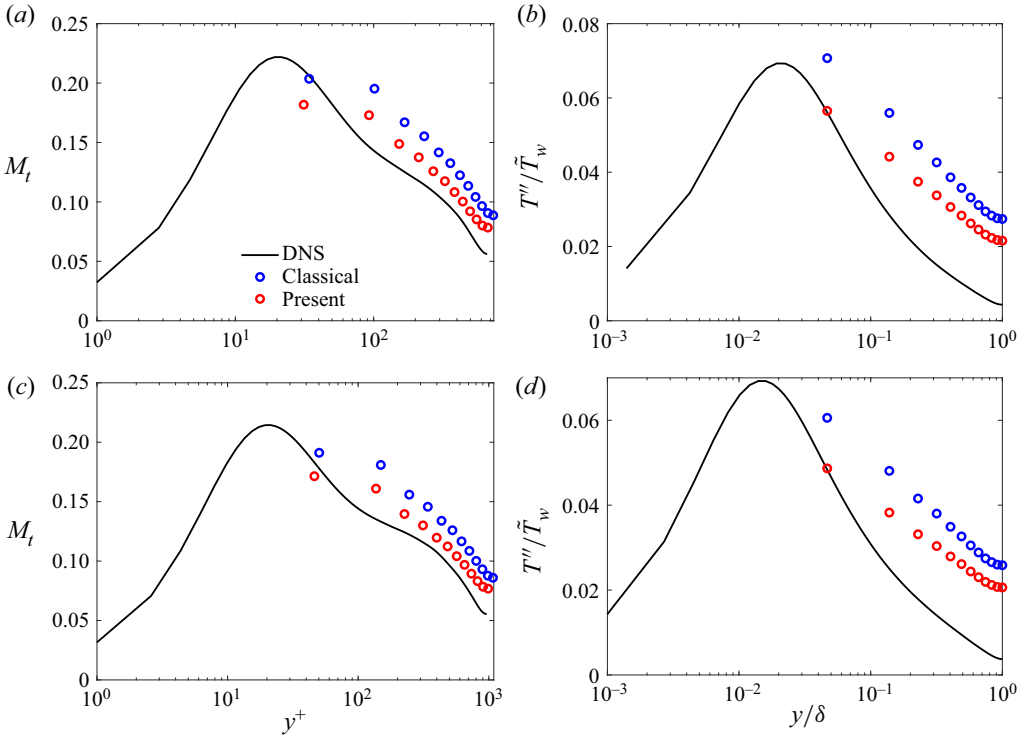 (a)
0.25
0.20
0.15
0.10
0.05
0
M_t
10^0
10^1
10^2
DNS
Classical
Present
(b)
0.08
0.06
0.04
0.02
0
T″/T̃_w
10^−3
10^−2
10^−1
10^0
(c)
0.25
0.20
0.15
0.10
0.05
0
M_t
10^0
10^1
10^2
10^3
y^+
(d)
0.06
0.04
0.02
0
T″/T̃_w
10^−3
10^−2
10^−1
10^0
y/δ